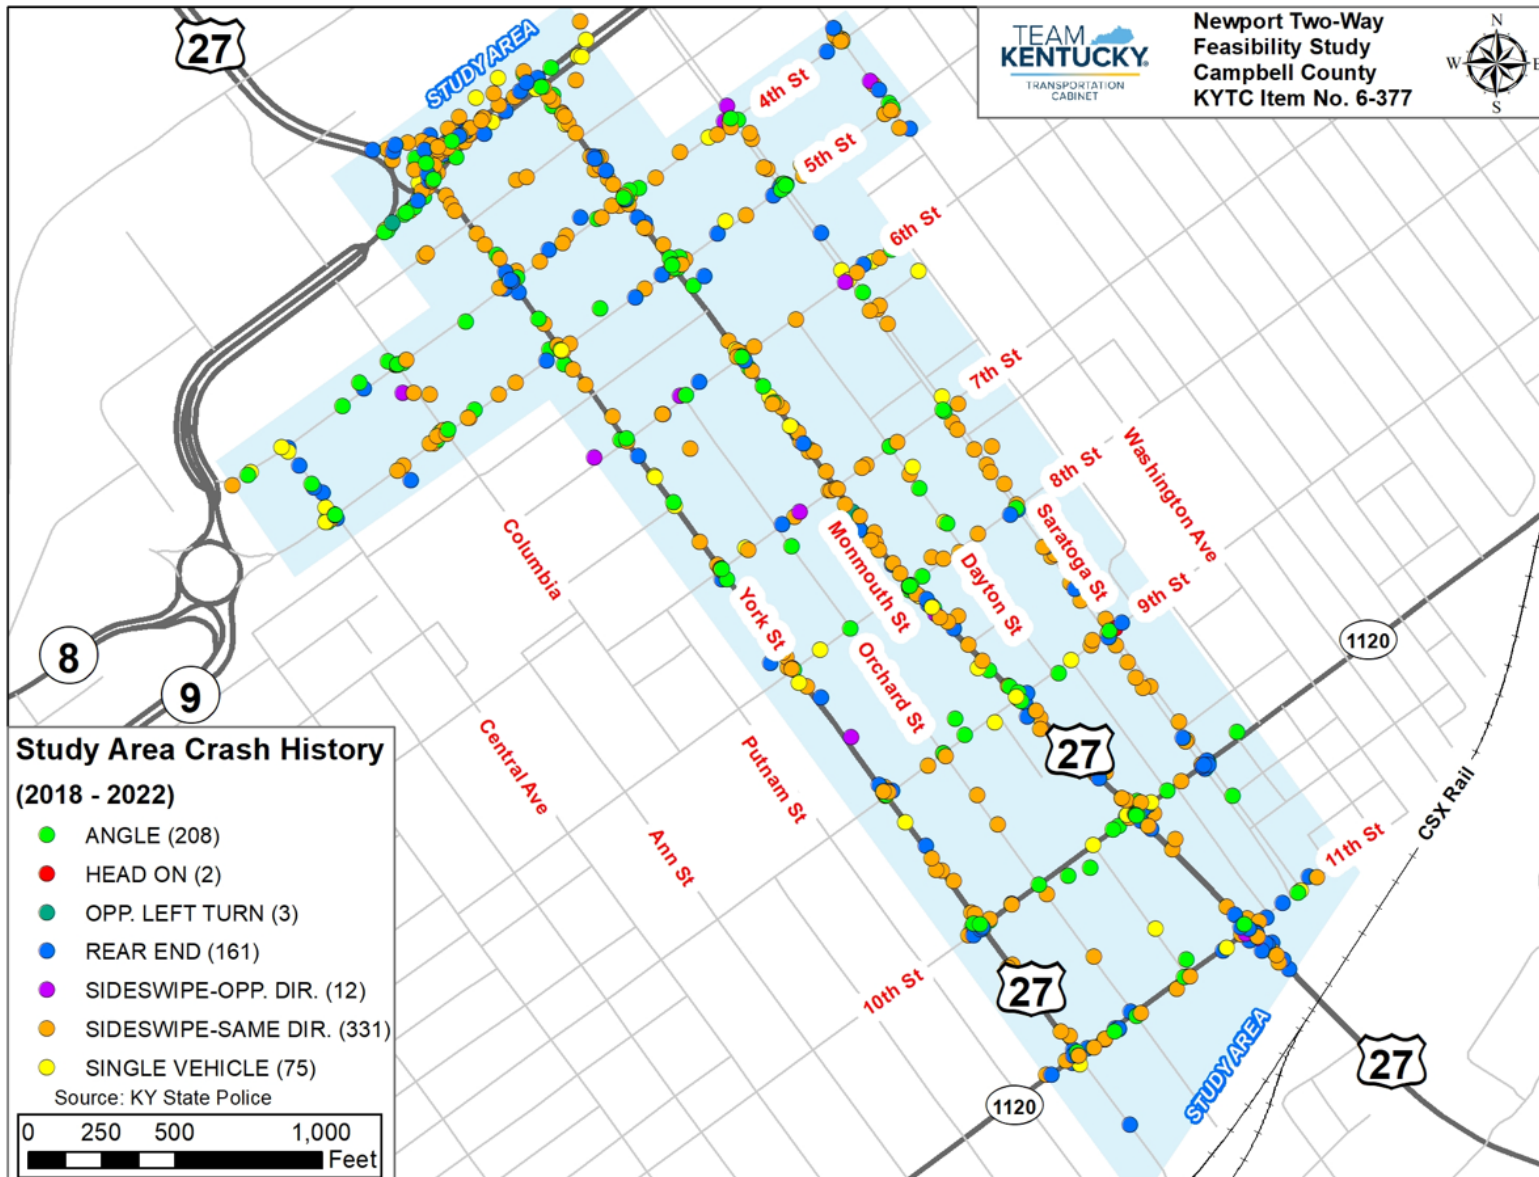 27
STUDY AREA
TEAM
KENTUCKY
TRANSPORTATION
CABINET
Newport Two-Way
Feasibility Study
Campbell County
KYTC Item No. 6-377
N
W
E
S
4th St
5th St
6th St
7th St
8th St
Washington Ave
Saratoga St
9th St
Columbia
Monmouth St
Dayton St
York St
Orchard St
1120
8
9
Central Ave
Putnam St
Ann St
27
CSX Rail
11th St
10th St
27
STUDY AREA
27
1120
Study Area Crash History
(2018 - 2022)
ANGLE (208)
HEAD ON (2)
OPP. LEFT TURN (3)
REAR END (161)
SIDESWIPE-OPP. DIR. (12)
SIDESWIPE-SAME DIR. (331)
SINGLE VEHICLE (75)
Source: KY State Police
0 250 500 1,000
Feet